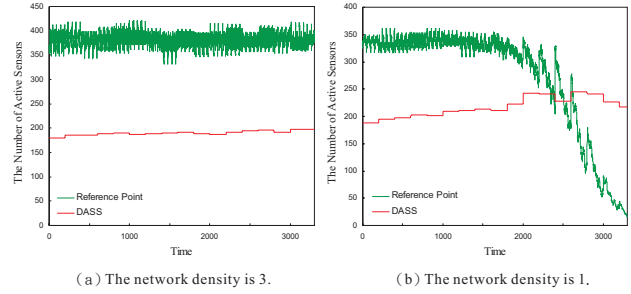 The Number of Active Sensors
450
400
350
300
250
200
150
100
50
0
Reference Point
DASS
0
1000
2000
3000
Time
(a) The network density is 3.
The Number of Active Sensors
400
350
300
250
200
150
100
50
0
Reference Point
DASS
0
1000
2000
3000
Time
(b) The network density is 1.